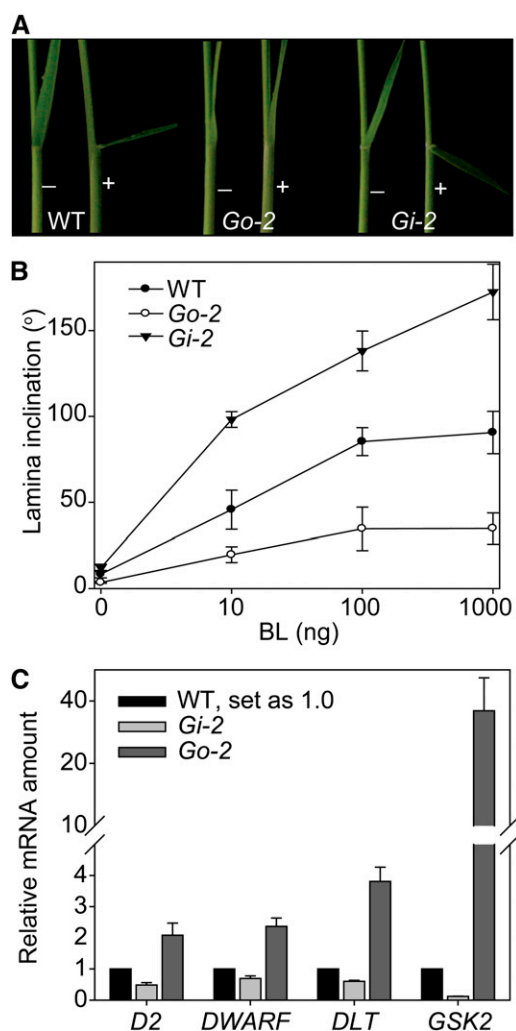 A
– + – + – +
WT Go-2 Gi-2
B
WT
Go-2
Gi-2
Lamina inclination (°)
150
100
50
0
0 10 100 1000
BL (ng)
C
WT, set as 1.0
Gi-2
Go-2
Relative mRNA amount
40
20
10
4
3
2
1
0
D2 DWARF DLT GSK2